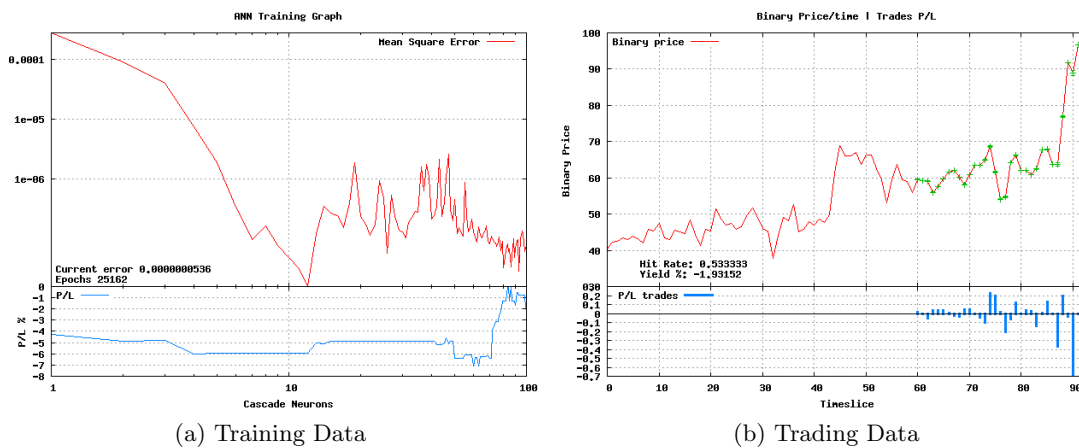 ANN Training Graph
Mean Square Error
0.0001
1e-05
1e-06
Current error 0.0000000536
Epochs 25162
P/L
0
-1
-2
-3
-4
-5
-6
-7
-8
P/L %
1
10
100
Cascade Neurons
(a) Training Data
Binary Price/time | Trades P/L
Binary price
100
90
80
70
60
50
40
30
Binary Price
Hit Rate: 0.533333
Yield %: -1.93152
P/L trades
0.3
0.2
0.1
0
-0.1
-0.2
-0.3
-0.4
-0.5
-0.6
-0.7
0
10
20
30
40
50
60
70
80
90
Timeslice
(b) Trading Data